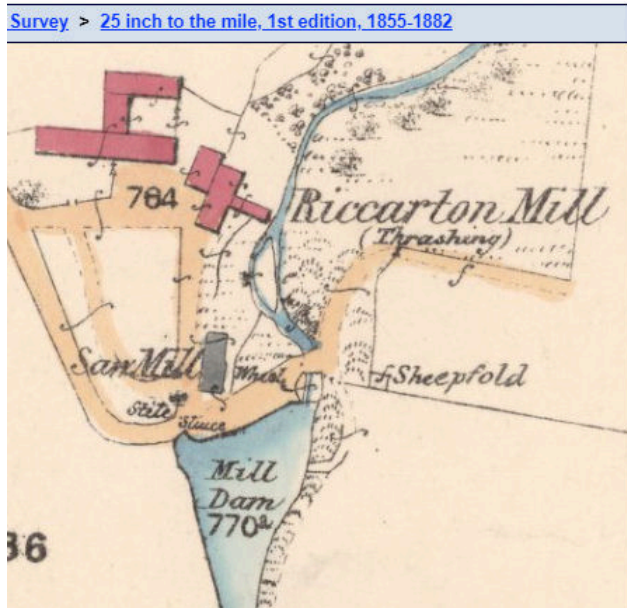 Survey > 25 inch to the mile, 1st edition, 1855-1882
764
Riccarton Mill
(Thrashing)
Saw Mill
Wheel
Sheepfold
Stile
Sluice
Mill
Dam
770a
36